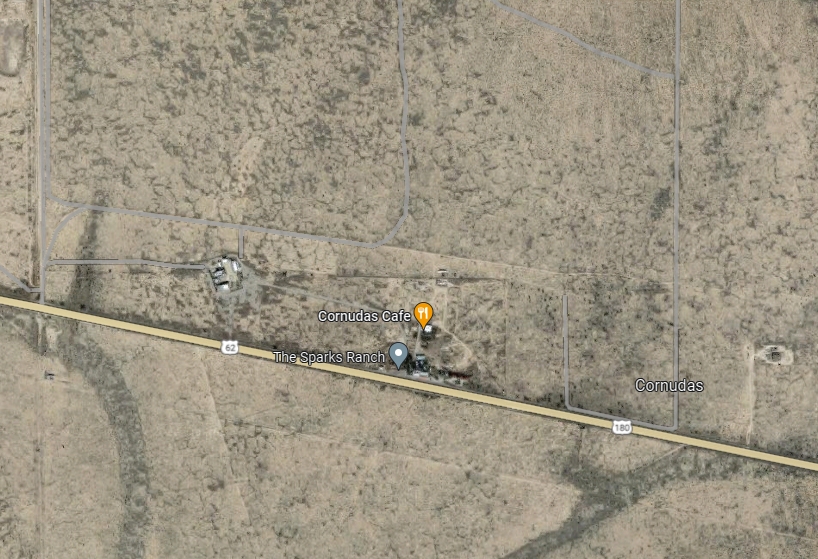 Cornudas Cafe
62
The Sparks Ranch
Cornudas
180